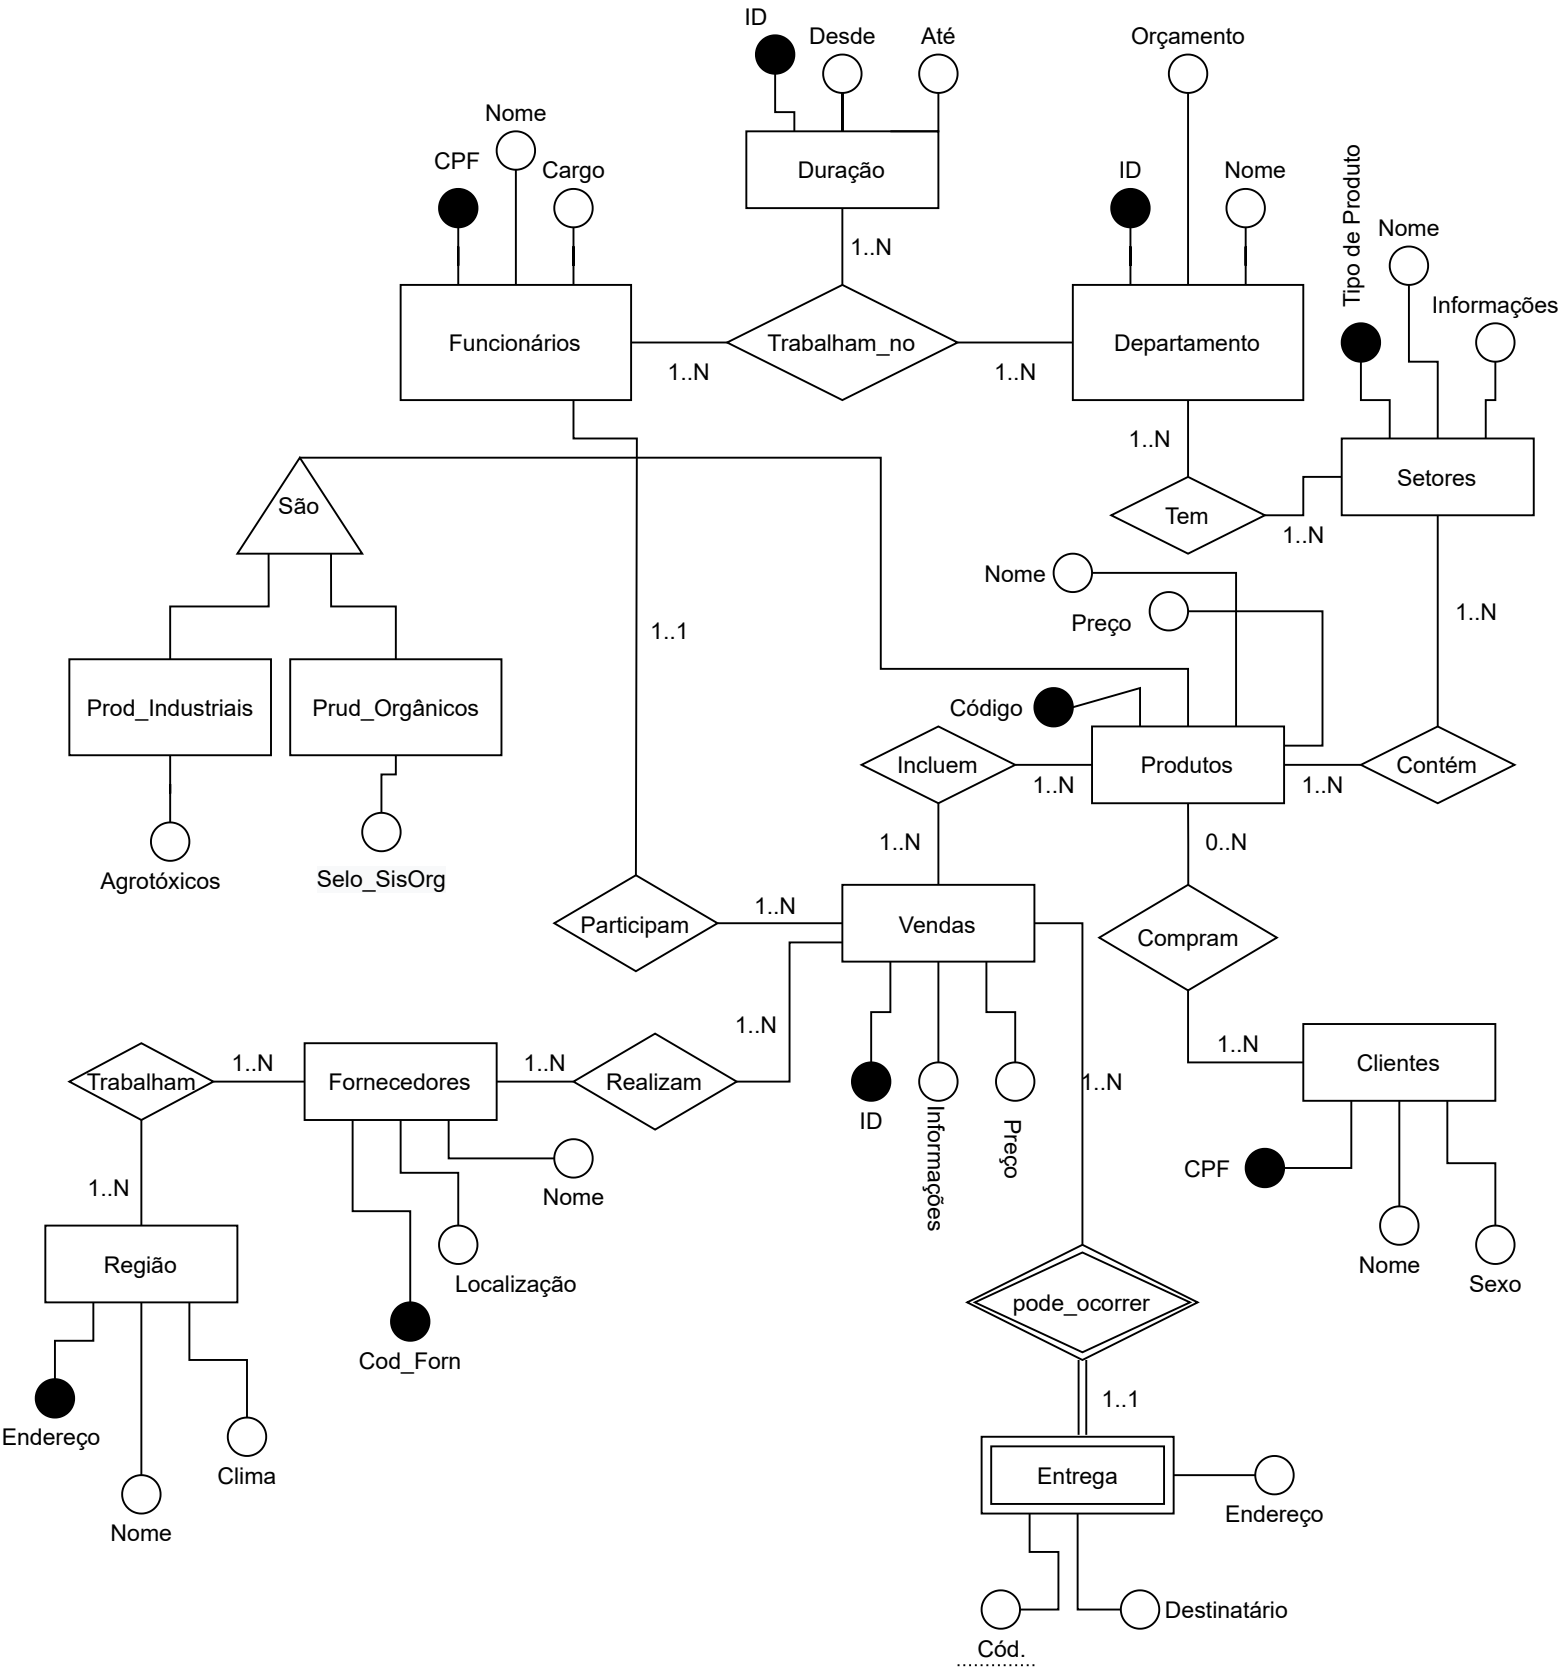 ID
Desde
Até
Orçamento
Nome
CPF
Cargo
Duração
ID
Nome
Tipo de Produto
Nome
Informações
1..N
Funcionários
Trabalham_no
Departamento
1..N
1..N
1..N
Setores
São
Tem
1..N
Nome
Preço
1..N
1..1
Prod_Industriais
Prud_Orgânicos
Código
Incluem
Produtos
Contém
1..N
1..N
1..N
0..N
Agrotóxicos
Selo_SisOrg
1..N
Participam
Vendas
Compram
1..N
1..N
Clientes
1..N
1..N
Trabalham
Fornecedores
Realizam
1..N
ID
Informações
Preço
CPF
1..N
Nome
Região
Localização
Nome
Sexo
pode_ocorrer
Cod_Forn
1..1
Endereço
Clima
Entrega
Nome
Endereço
Destinatário
Cód.